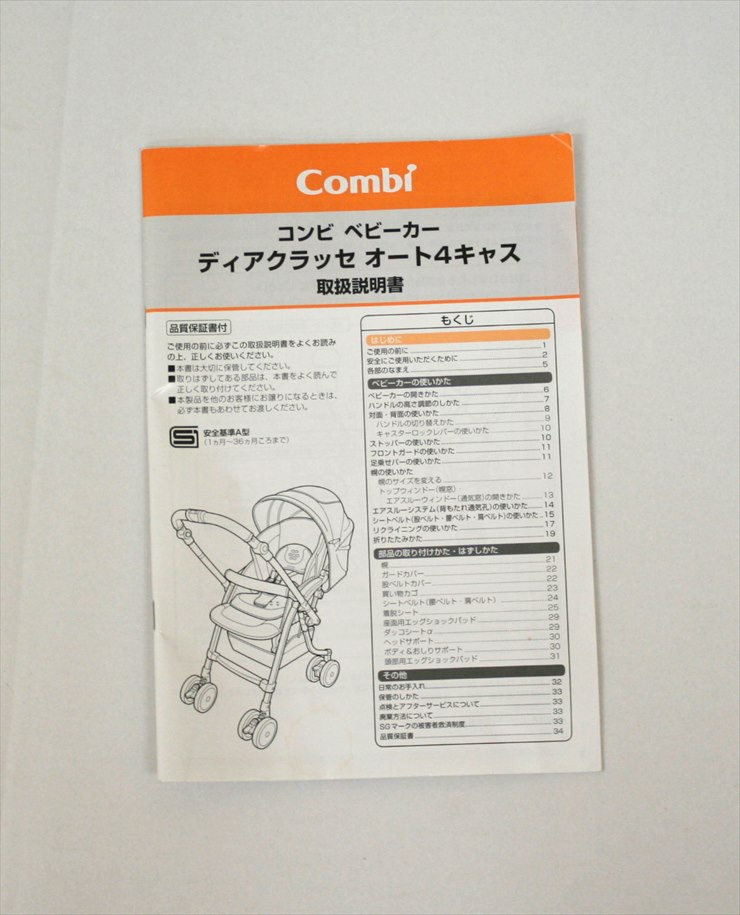 Combi
コンビ ベビーカー
ディアクラッセ オート4キャス
取扱説明書
品質保証書付
ご使用の前に必ずこの取扱説明書をよくお読み
の上、正しくお使いください。
■本書は大切に保管してください。
■取りはずしてある部品は、本書をよく読んで
正しく取り付けてください。
■本製品を他のお客様にお譲りになるときは、
必ず本書もあわせてお渡しください。
安全基準A型
(1ヵ月～36ヵ月ころまで)
もくじ
はじめに
ご使用の前に 1
安全にご使用いただくために 2
各部のなまえ 5
ベビーカーの使いかた
ベビーカーの開きかた 6
ハンドルの高さ調節のしかた 7
対面・背面の使いかた 8
ハンドルの切り替えかた 9
キャスターロックレバーの使いかた 10
ストッパーの使いかた 10
フロントガードの使いかた 11
足乗せバーの使いかた 11
幌の使いかた
幌のサイズを変える 12
トップウィンドー(幌窓)
エアスルーウィンドー(通気窓)の開きかた 13
エアスルーシステム(背もたれ通気孔)の使いかた 14
シートベルト(股ベルト・腰ベルト・肩ベルト)の使いかた 15
リクライニングの使いかた 17
折りたたみかた 19
部品の取り付けかた・はずしかた
幌 21
ガードカバー 22
股ベルトカバー 22
買い物カゴ 23
シートベルト(腰ベルト・肩ベルト) 24
着脱シート 25
座面用エッグショックパッド 29
ダッコシートα 29
ヘッドサポート 30
ボディ&おしりサポート 30
頭部用エッグショックパッド 31
その他
日常のお手入れ 32
保管のしかた 33
点検とアフターサービスについて 33
廃棄方法について 33
SGマークの被害者救済制度 33
品質保証書 34